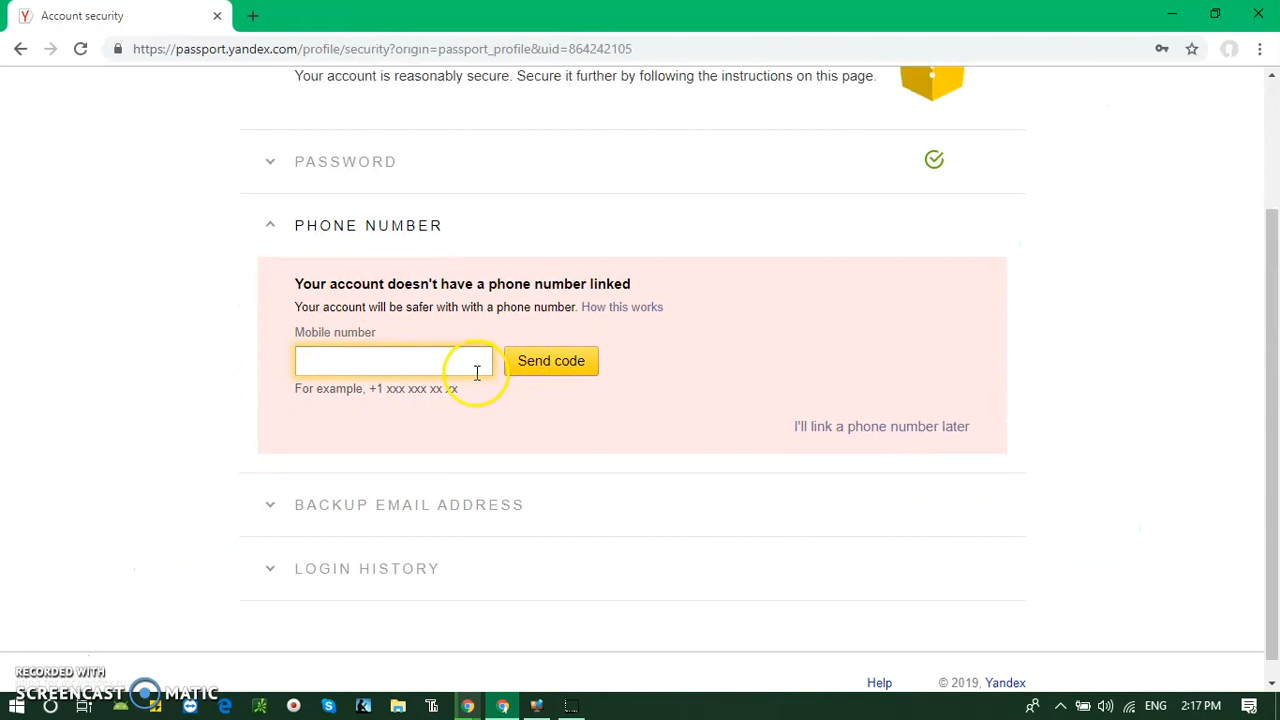 Account security
https://passport.yandex.com/profile/security?origin=passport_profile&uid=864242105
Your account is reasonably secure. Secure it further by following the instructions on this page.
PASSWORD
PHONE NUMBER
Your account doesn't have a phone number linked
Your account will be safer with with a phone number. How this works
Mobile number
Send code
For example, +1 xxx xxx xx xx
I'll link a phone number later
BACKUP EMAIL ADDRESS
LOGIN HISTORY
RECORDED WITH
SCREENCAST MATIC
Help © 2019, Yandex
ENG 2:17 PM